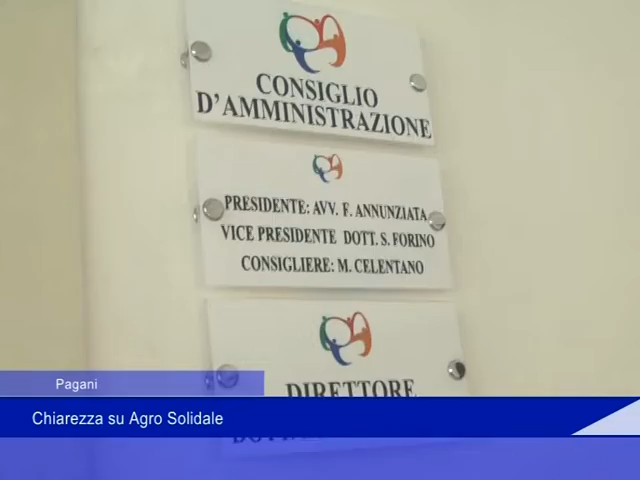 CONSIGLIO
D'AMMINISTRAZIONE
PRESIDENTE: AVV. F. ANNUNZIATA
VICE PRESIDENTE DOTT. S. FORINO
CONSIGLIERE: M. CELENTANO
DIRETTORE
Pagani
Chiarezza su Agro Solidale